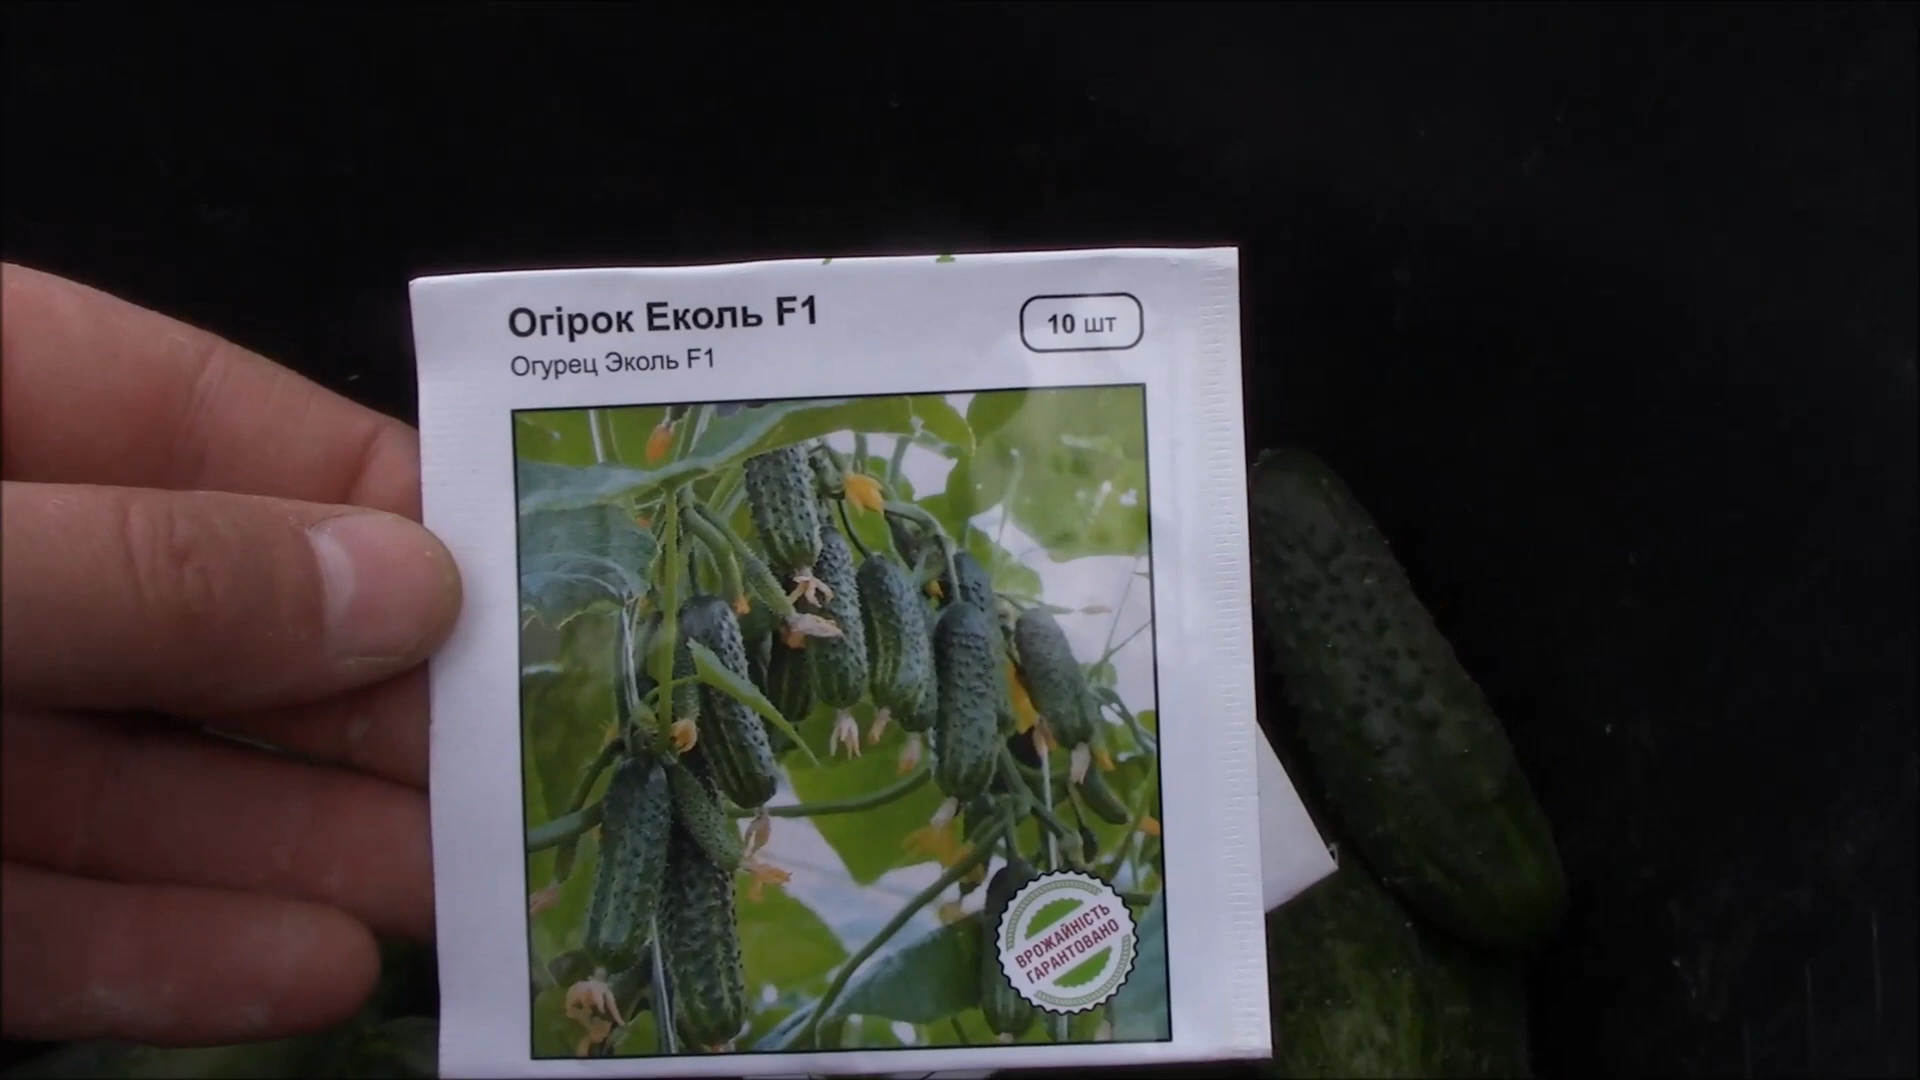 Огірок Еколь F1
10 шт
Огурец Эколь F1
ВРОЖАЙНІСТЬ
ГАРАНТОВАНО